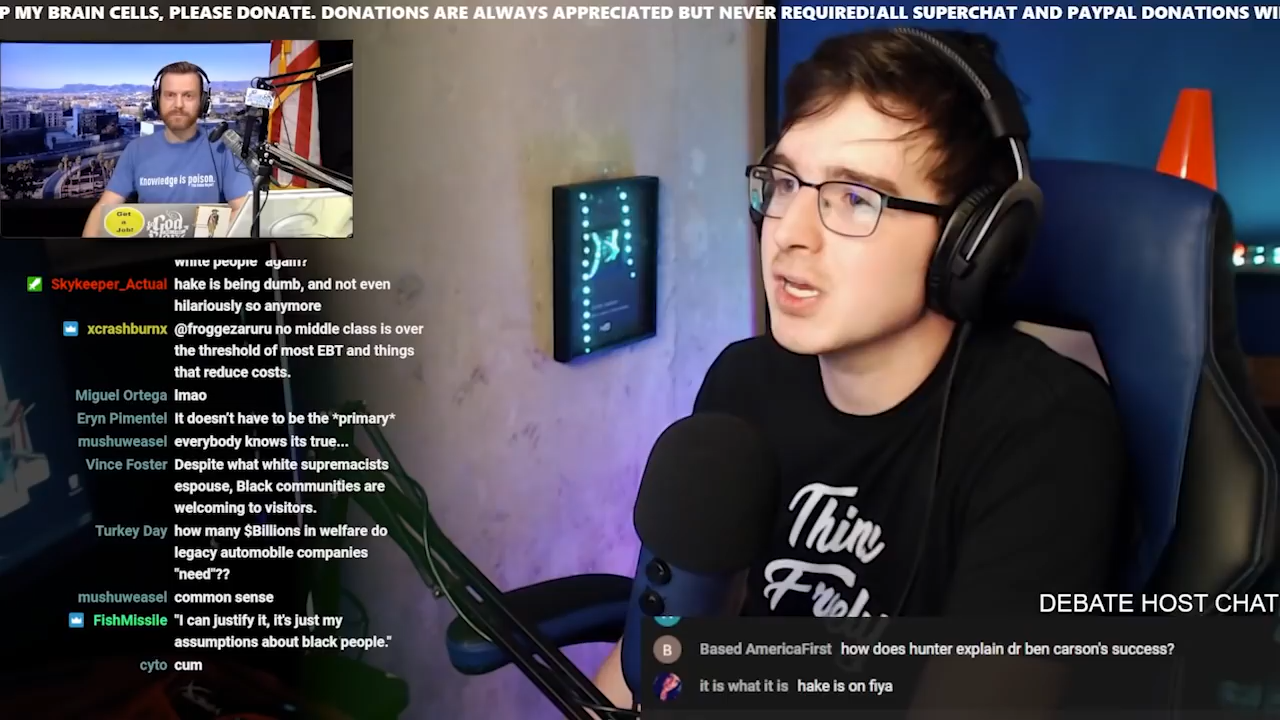 P MY BRAIN CELLS, PLEASE DONATE. DONATIONS ARE ALWAYS APPRECIATED BUT NEVER REQUIRED!ALL SUPERCHAT AND PAYPAL DONATIONS WI
Knowledge is poison.
Get
a
Job!
God
white people" again?
Skykeeper_Actual hake is being dumb, and not even
hilariously so anymore
xcrashburnx @froggezaruru no middle class is over
the threshold of most EBT and things
that reduce costs.
Miguel Ortega lmao
Eryn Pimentel It doesn't have to be the *primary*
mushuweasel everybody knows its true...
Vince Foster Despite what white supremacists
espouse, Black communities are
welcoming to visitors.
Turkey Day how many $Billions in welfare do
legacy automobile companies
"need"??
mushuweasel common sense
FishMissile "I can justify it, it's just my
assumptions about black people."
cyto cum
Thin
DEBATE HOST CHAT
B Based AmericaFirst how does hunter explain dr ben carson's success?
it is what it is hake is on fiya